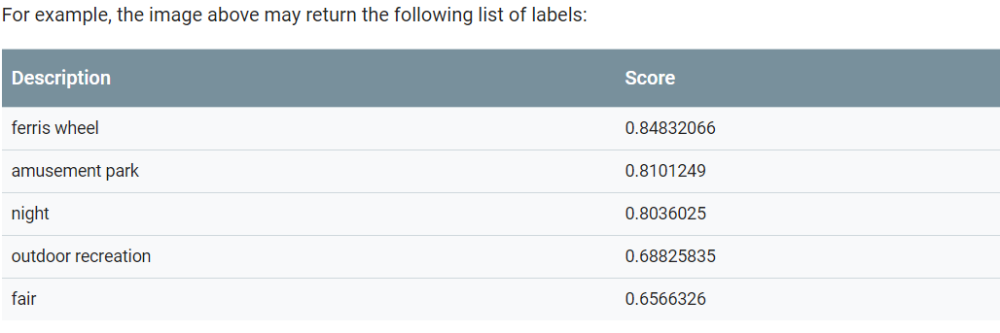 For example, the image above may return the following list of labels:
Description Score
ferris wheel 0.84832066
amusement park 0.8101249
night 0.8036025
outdoor recreation 0.68825835
fair 0.6566326